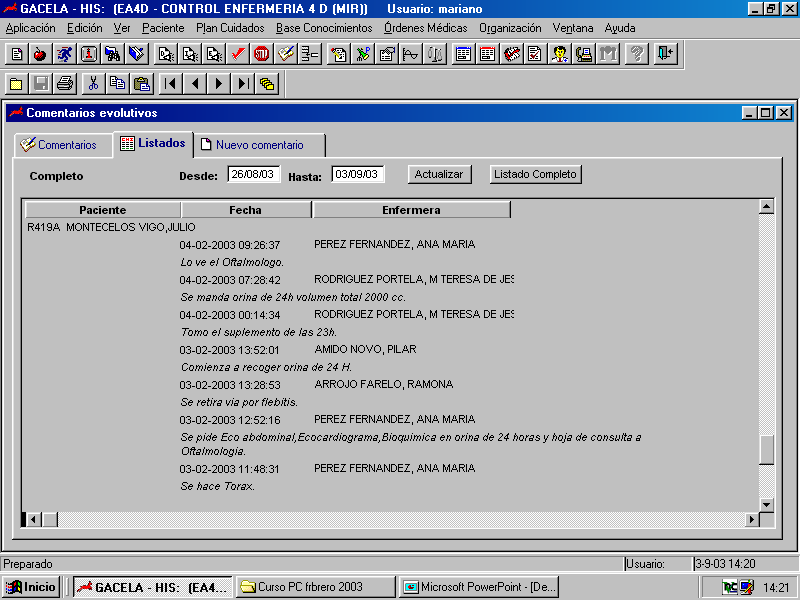 GACELA - HIS: (EA4D - CONTROL ENFERMERIA 4 D (MIR)) Usuario: mariano
Aplicación Edición Ver Paciente Plan Cuidados Base Conocimientos Órdenes Médicas Organización Ventana Ayuda
Comentarios evolutivos
Comentarios Listados Nuevo comentario
Completo Desde: 26/08/03 Hasta: 03/09/03 Actualizar Listado Completo
Paciente Fecha Enfermera
R419A MONTECELOS VIGO,JULIO
04-02-2003 09:26:37 PEREZ FERNANDEZ, ANA MARIA
Lo ve el Oftalmologo.
04-02-2003 07:28:42 RODRIGUEZ PORTELA, M TERESA DE JES
Se manda orina de 24h volumen total 2000 cc.
04-02-2003 00:14:34 RODRIGUEZ PORTELA, M TERESA DE JES
Tomo el suplemento de las 23h.
03-02-2003 13:52:01 AMIDO NOVO, PILAR
Comienza a recoger orina de 24 H.
03-02-2003 13:28:53 ARROJO FARELO, RAMONA
Se retira via por flebitis.
03-02-2003 12:52:16 PEREZ FERNANDEZ, ANA MARIA
Se pide Eco abdominal,Ecocardiograma,Bioquimica en orina de 24 horas y hoja de consulta a
Oftalmologia.
03-02-2003 11:48:31 PEREZ FERNANDEZ, ANA MARIA
Se hace Torax.
Preparado Usuario: 3-9-03 14:20
Inicio GACELA - HIS: (EA4... Curso PC frbrero 2003 Microsoft PowerPoint - [De... 14:21